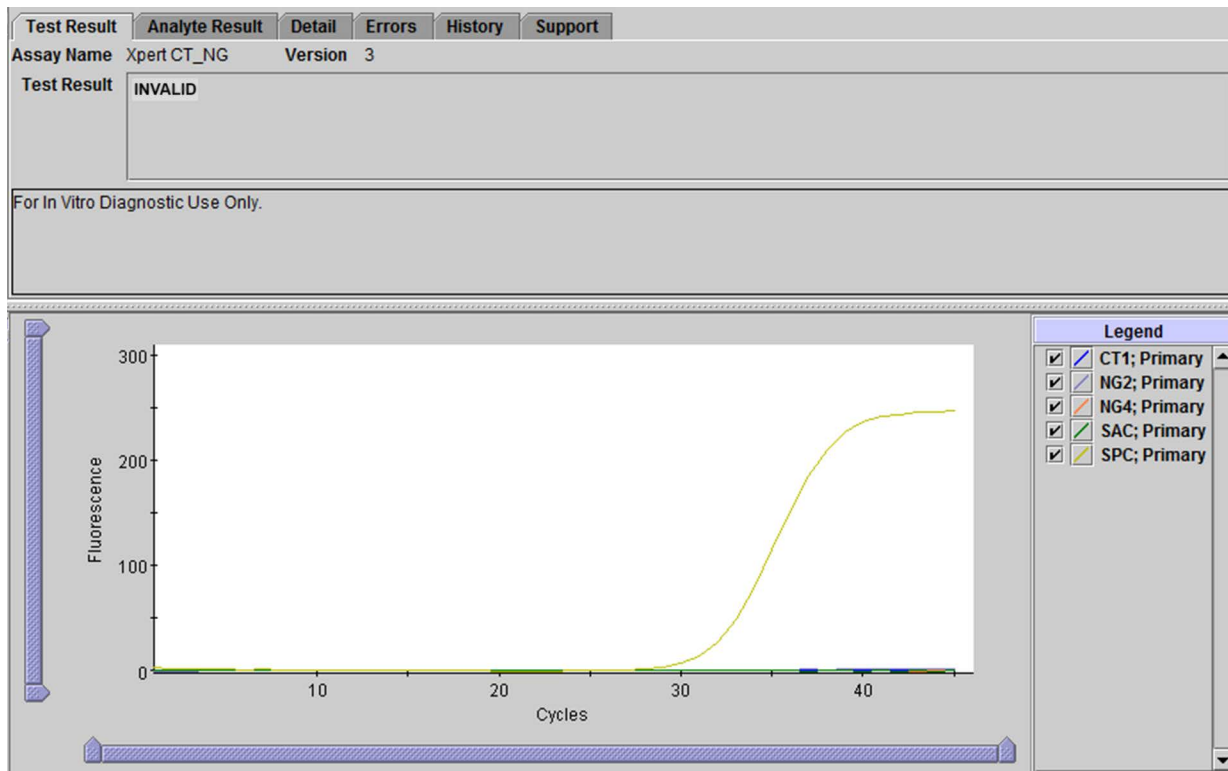 Test Result Analyte Result Detail Errors History Support
Assay Name Xpert CT_NG Version 3
Test Result INVALID
For In Vitro Diagnostic Use Only.
300
200
100
0
Fluorescence
10 20 30 40
Cycles
Legend
CT1; Primary
NG2; Primary
NG4; Primary
SAC; Primary
SPC; Primary